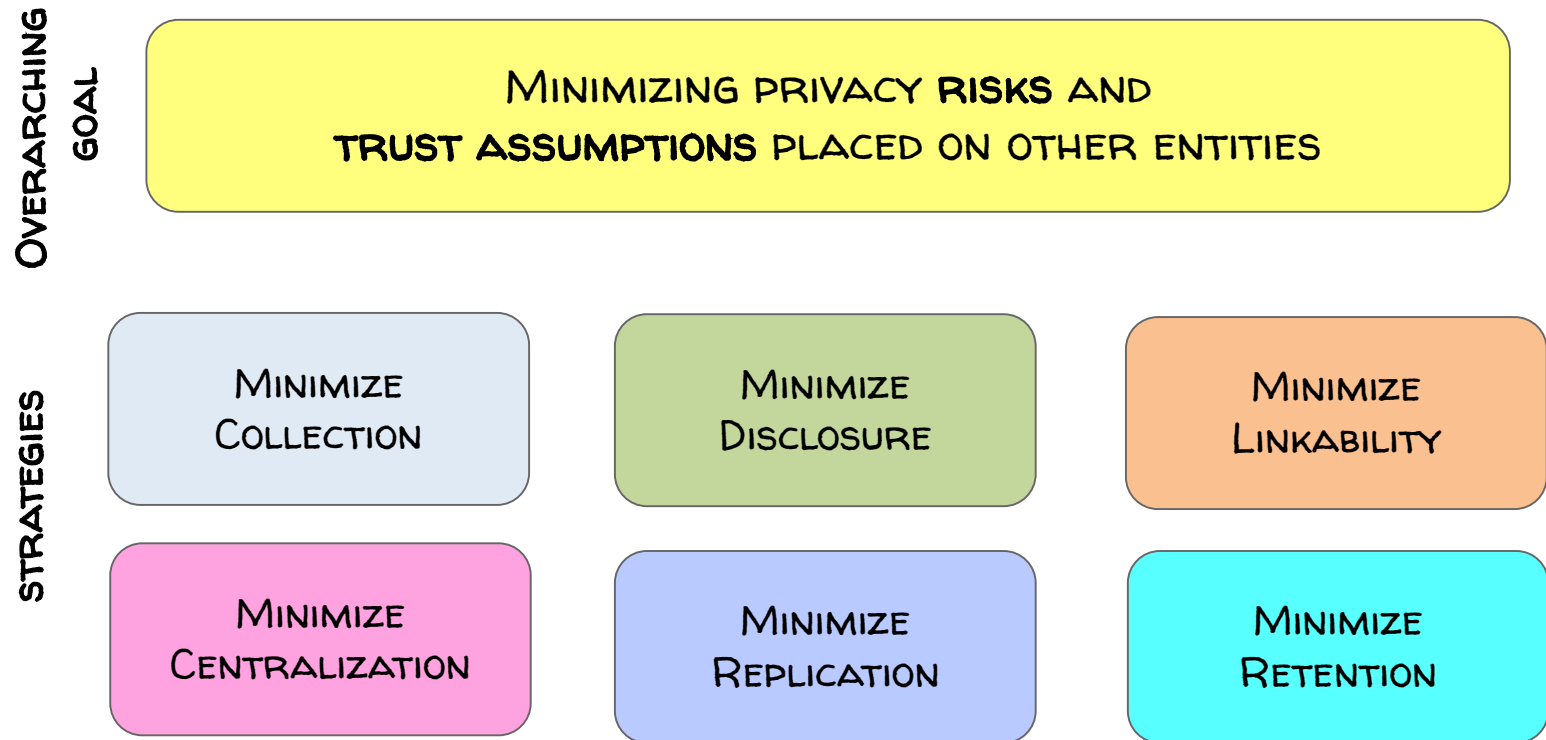 Overarching
goal
Minimizing privacy risks and
trust assumptions placed on other entities
strategies
Minimize
Collection
Minimize
Disclosure
Minimize
Linkability
Minimize
Centralization
Minimize
Replication
Minimize
Retention